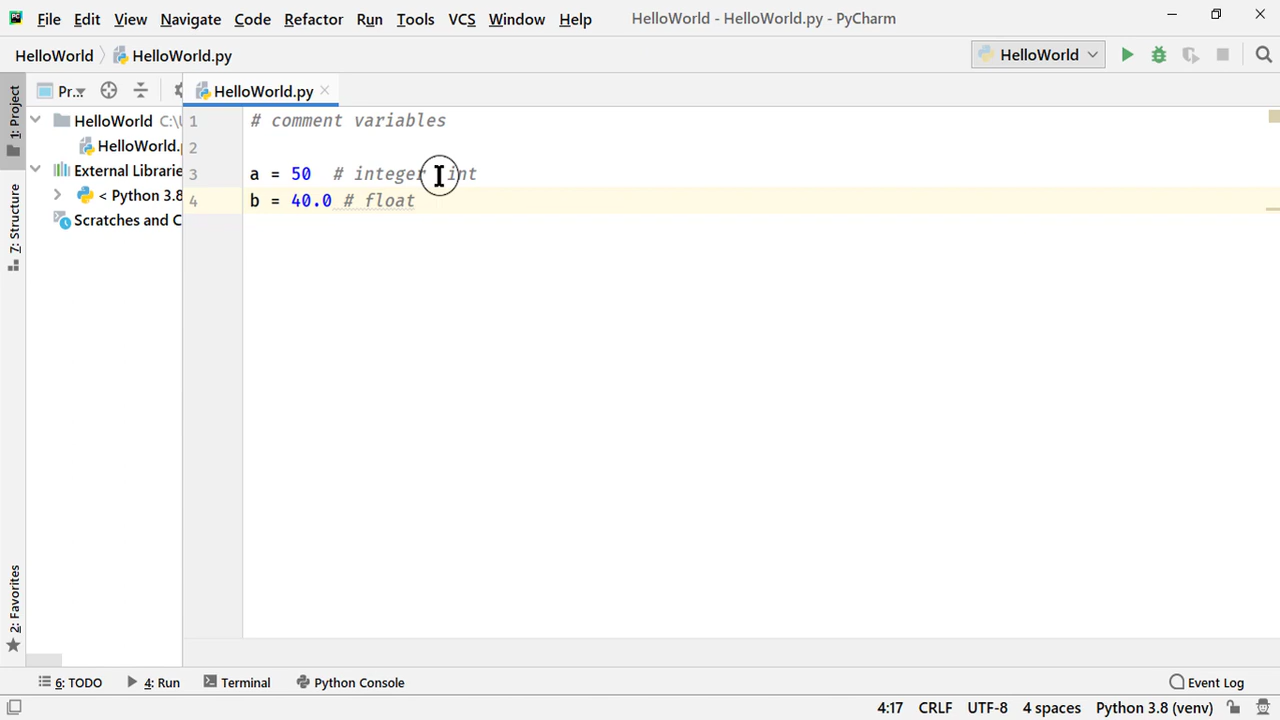 File Edit View Navigate Code Refactor Run Tools VCS Window Help HelloWorld - HelloWorld.py - PyCharm
HelloWorld HelloWorld.py HelloWorld
1: Project
Pr... HelloWorld.py
HelloWorld C:\U
HelloWorld.
External Librarie
< Python 3.8
Scratches and C
7: Structure
2: Favorites
1 # comment variables
2
3 a = 50 # integer int
4 b = 40.0 # float
6: TODO 4: Run Terminal Python Console Event Log
4:17 CRLF UTF-8 4 spaces Python 3.8 (venv)